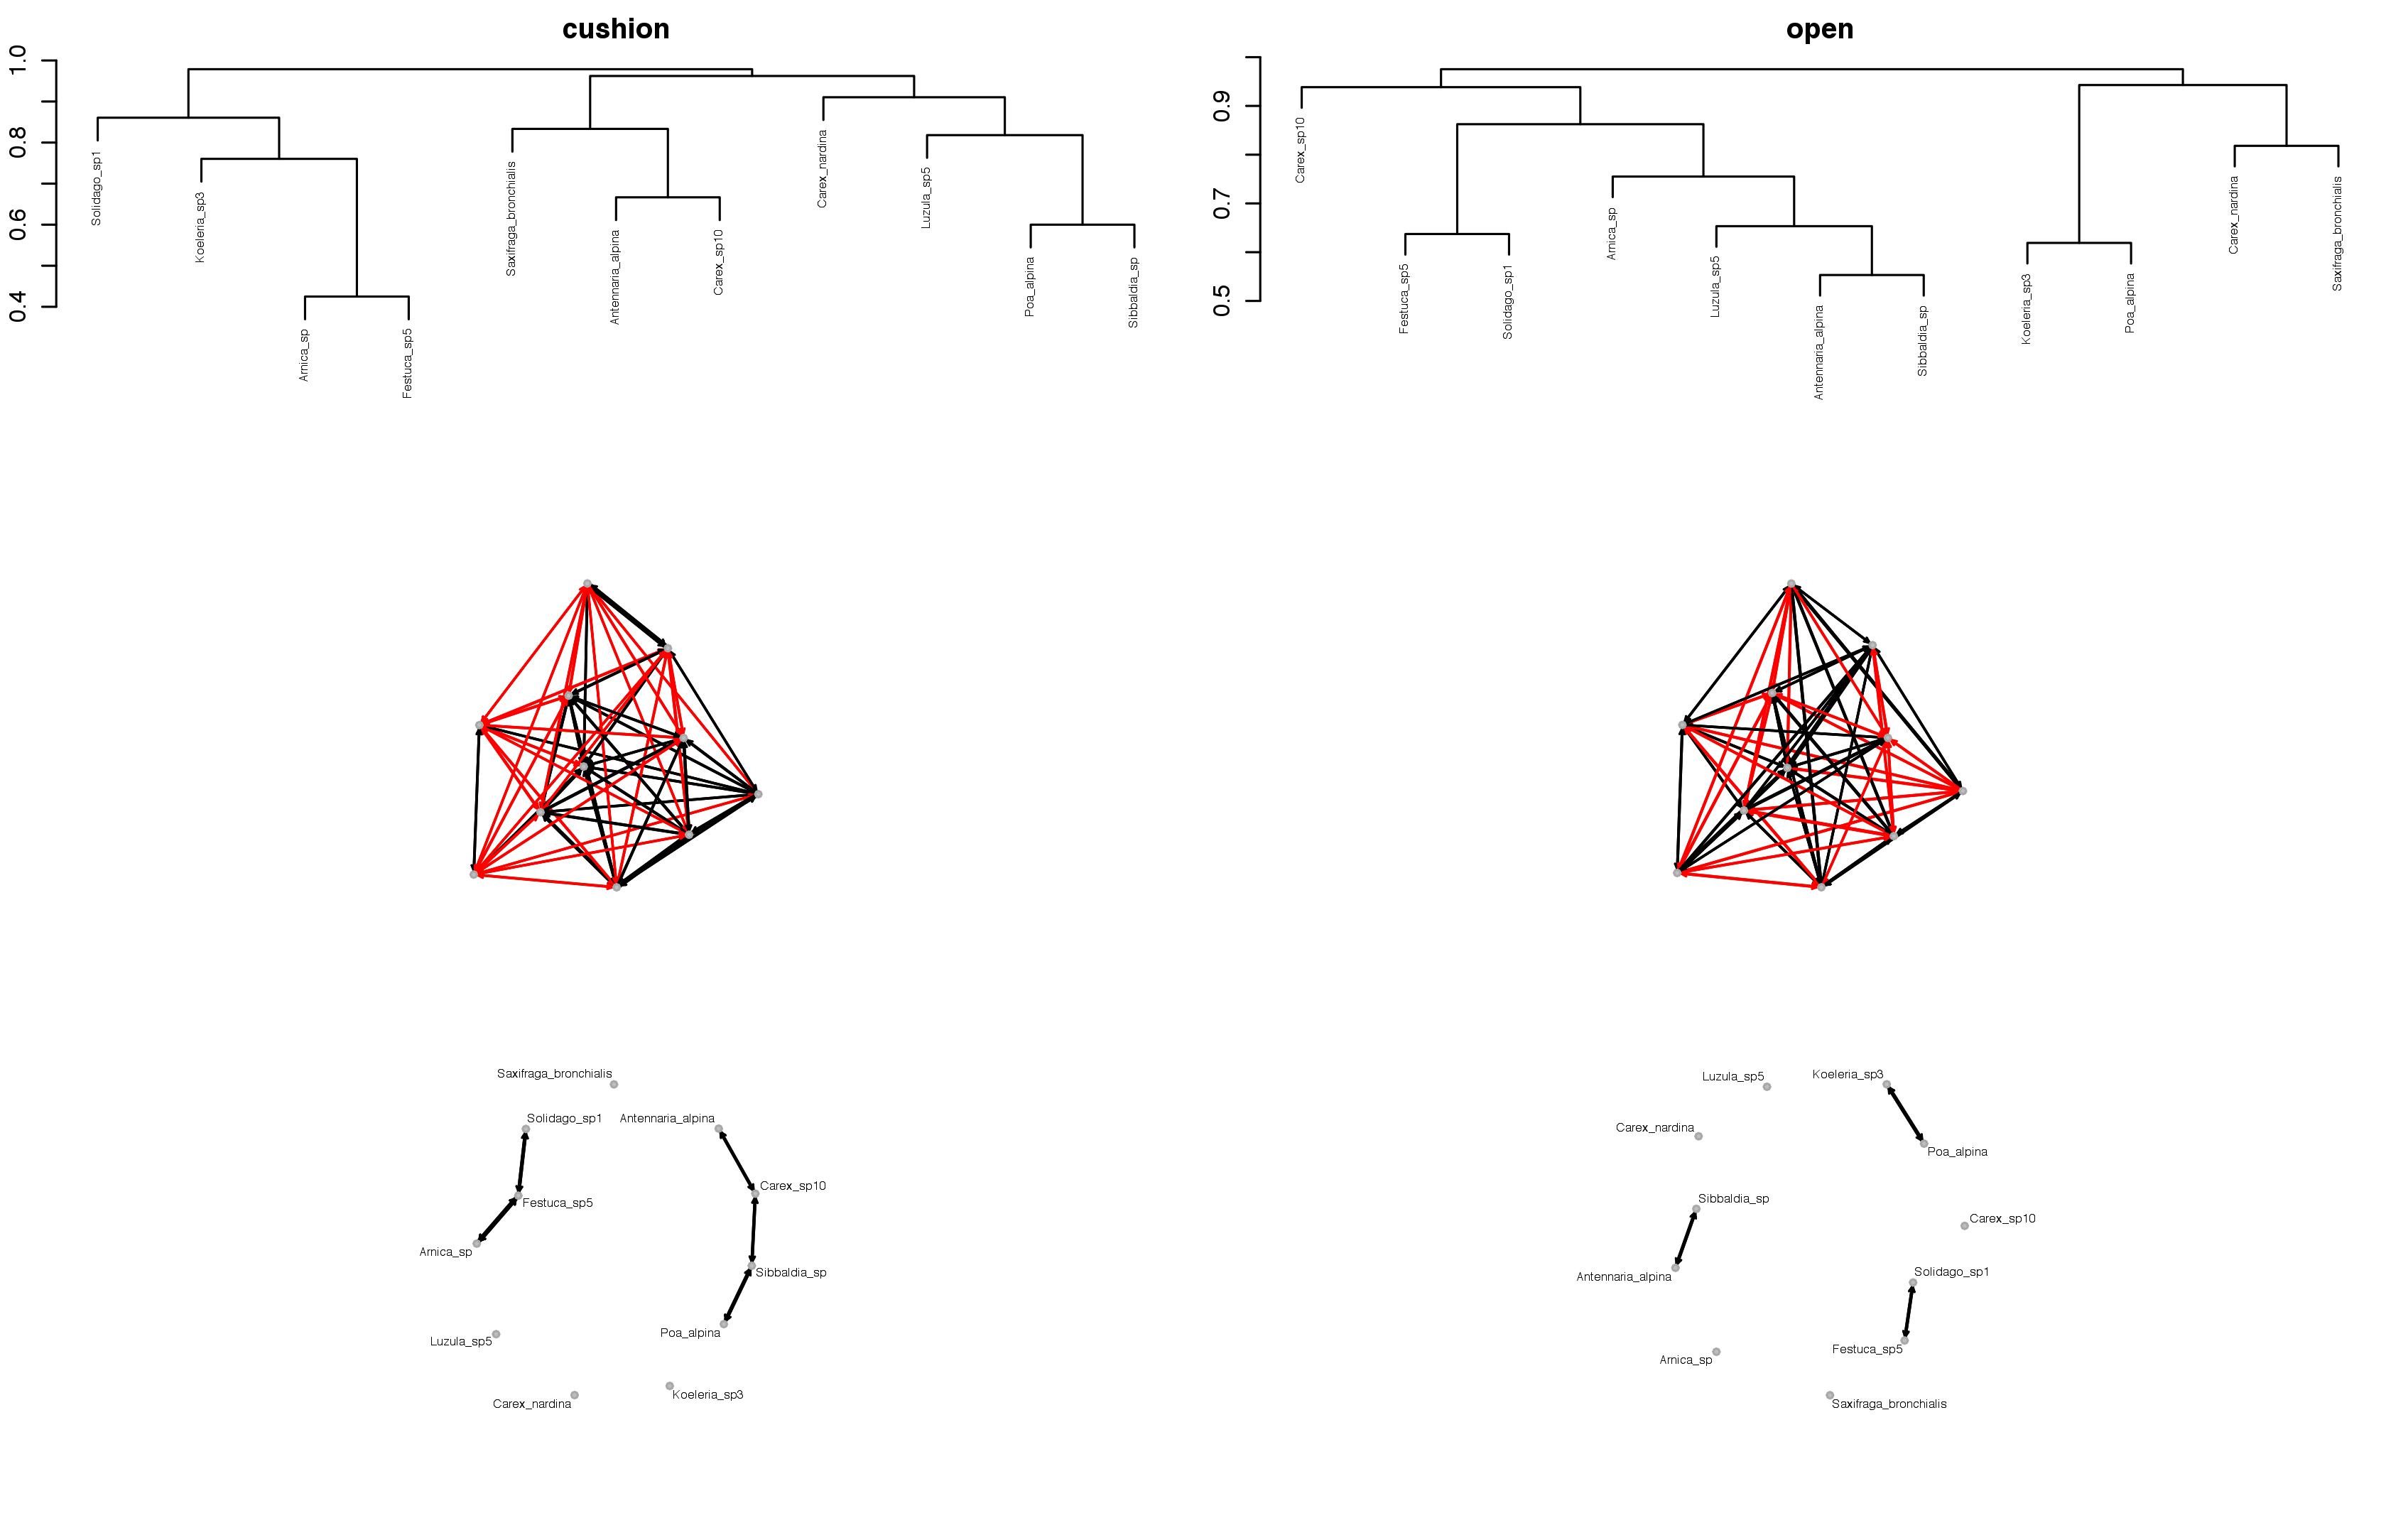 cushion
1.0
0.8
0.6
0.4
Solidago_sp1
Koeleria_sp3
Arnica_sp
Festuca_sp5
Saxifraga_bronchialis
Antennaria_alpina
Carex_sp10
Carex_nardina
Luzula_sp5
Poa_alpina
Sibbaldia_sp
open
0.9
0.7
0.5
Carex_sp10
Festuca_sp5
Solidago_sp1
Arnica_sp
Luzula_sp5
Antennaria_alpina
Sibbaldia_sp
Koeleria_sp3
Poa_alpina
Carex_nardina
Saxifraga_bronchialis
Saxifraga_bronchialis
Solidago_sp1
Antennaria_alpina
Carex_sp10
Festuca_sp5
Arnica_sp
Sibbaldia_sp
Luzula_sp5
Poa_alpina
Carex_nardina
Koeleria_sp3
Luzula_sp5
Koeleria_sp3
Carex_nardina
Poa_alpina
Sibbaldia_sp
Carex_sp10
Antennaria_alpina
Solidago_sp1
Arnica_sp
Festuca_sp5
Saxifraga_bronchialis